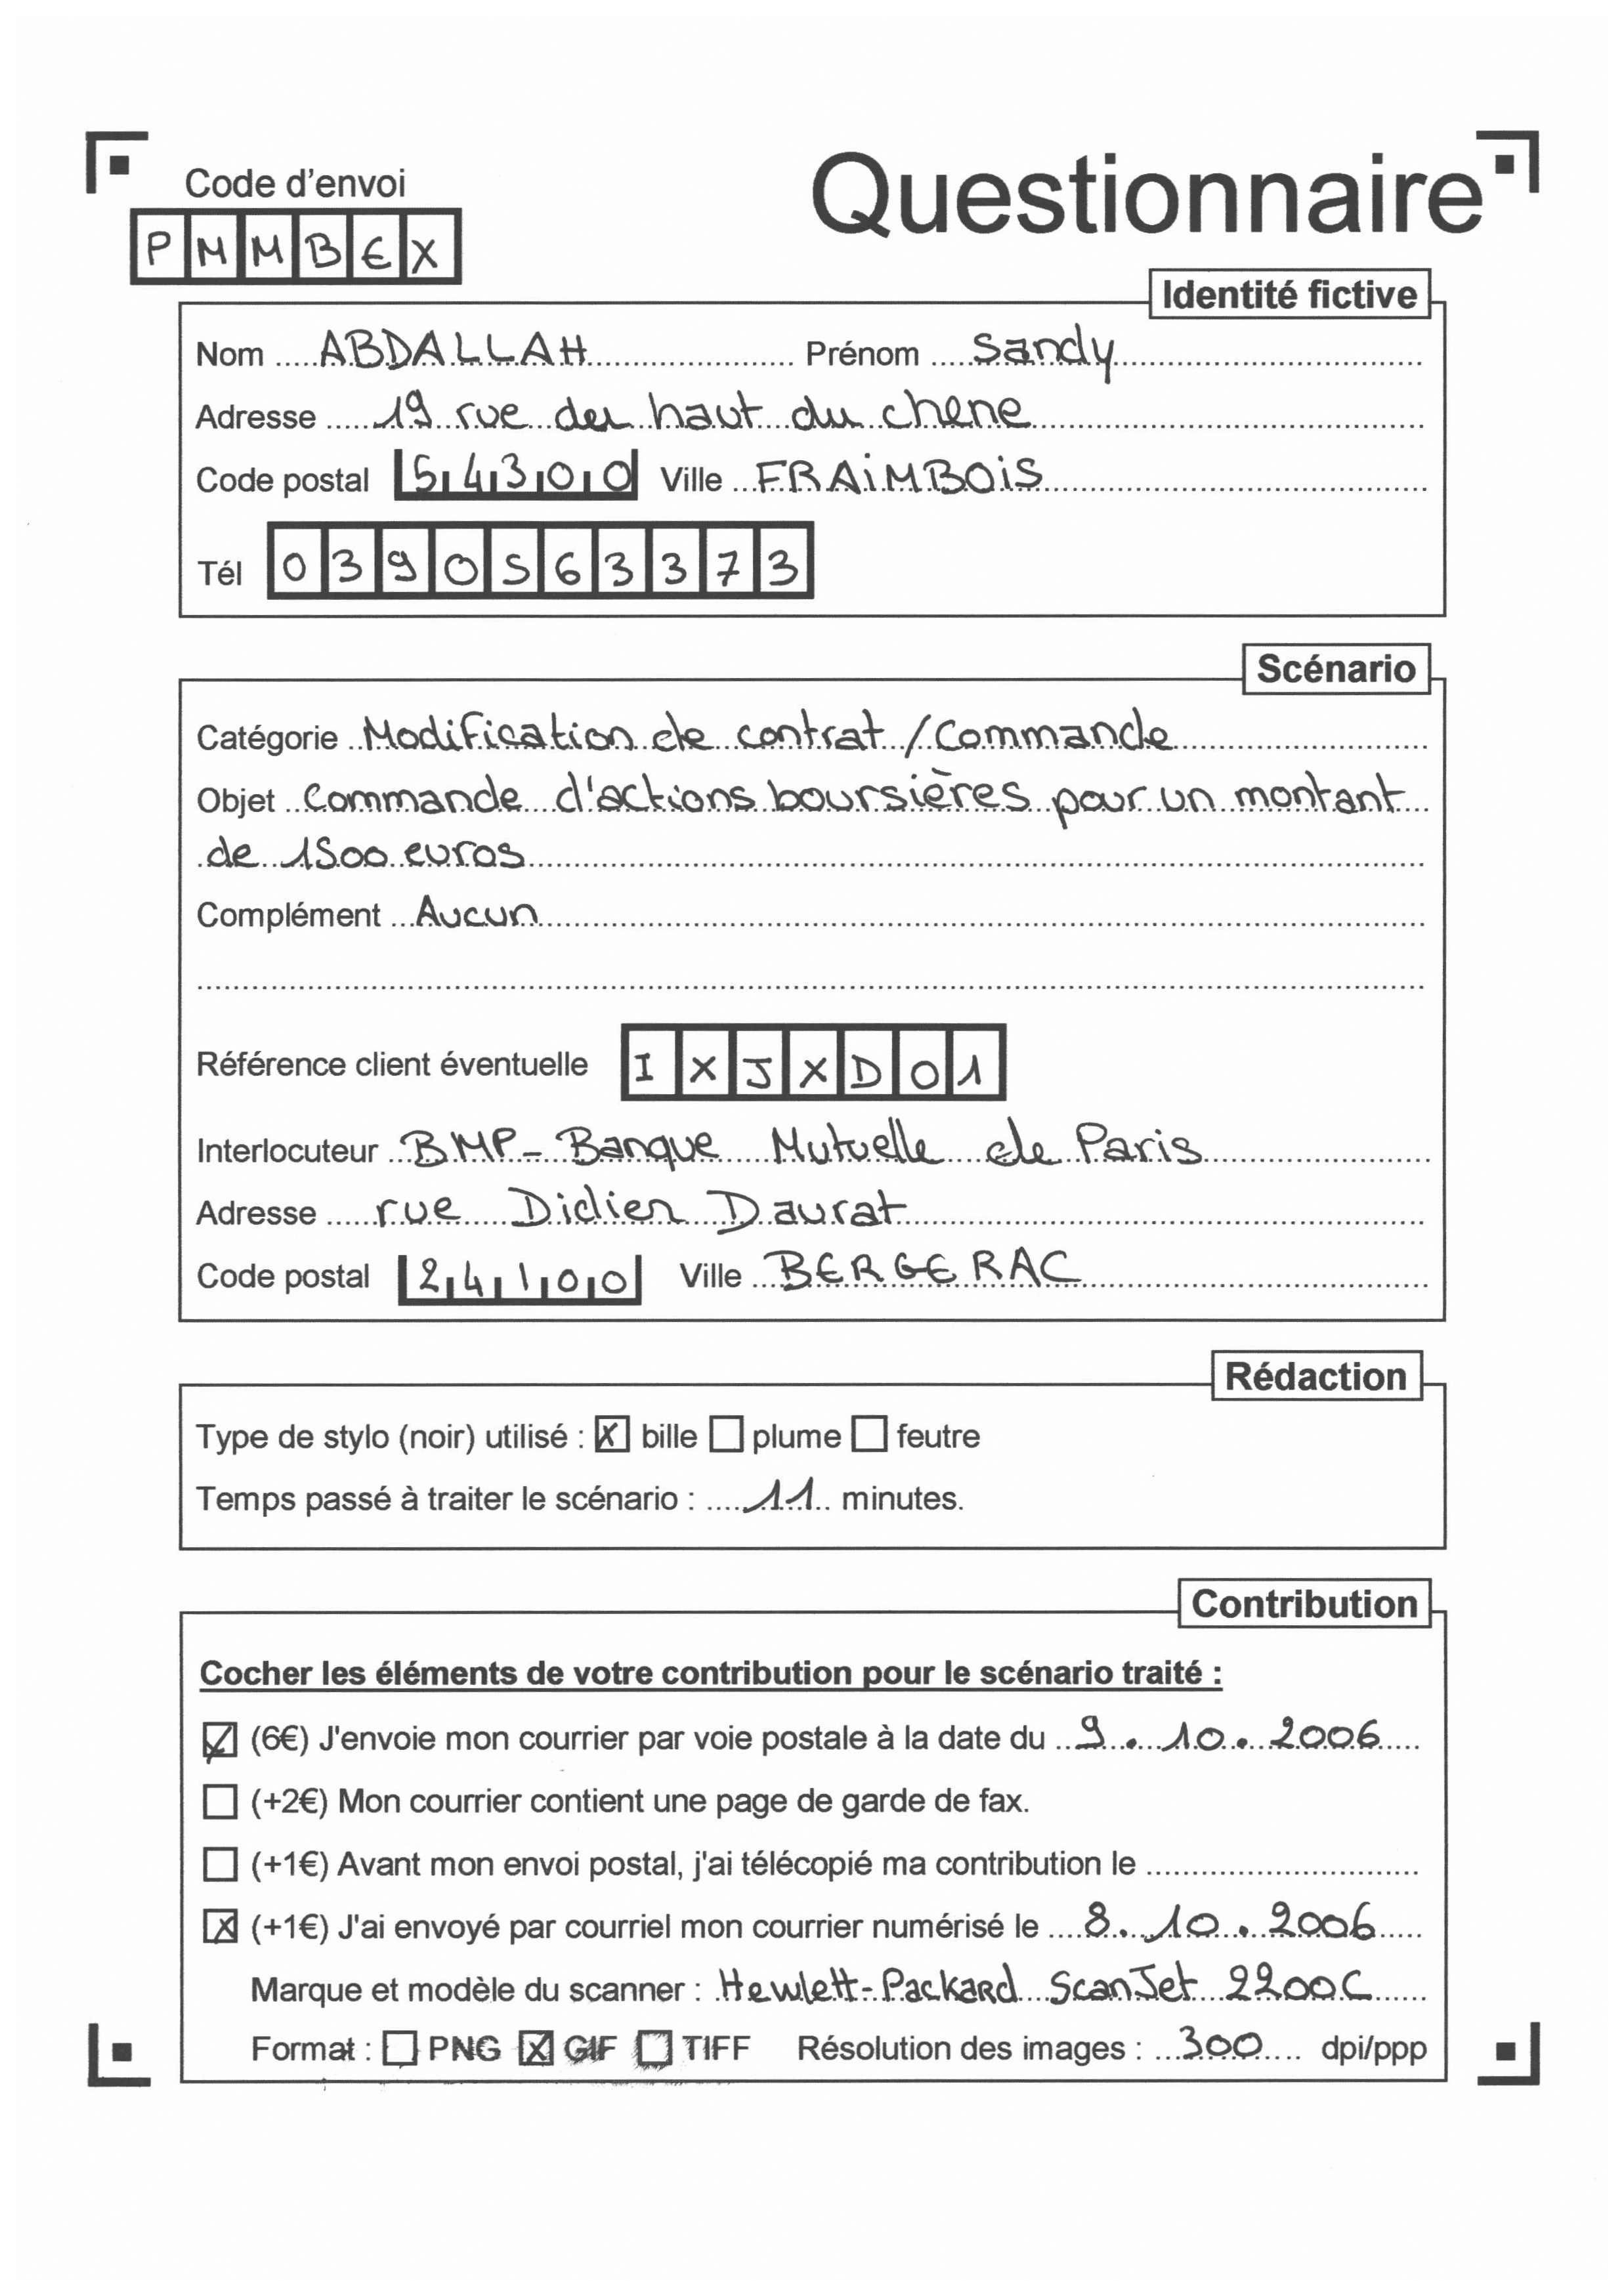 Code d'envoi
Questionnaire
PMMBEX
Identité fictive
Nom ABDALLAH Prénom Sandy
Adresse 19 rue des haut du chene
Code postal 54300 Ville FRAiMBOiS
Tél 0390563373
Scénario
Catégorie Modification de contrat / Commande
Objet Commande d'actions boursières pour un montant
de 1500 euros
Complément Aucun
Référence client éventuelle IXJXD01
Interlocuteur BMP - Banque Mutuelle de Paris
Adresse rue Didier Daurat
Code postal 24100 Ville BERGERAC
Rédaction
Type de stylo (noir) utilisé : ☒ bille ☐ plume ☐ feutre
Temps passé à traiter le scénario : 11 minutes.
Contribution
Cocher les éléments de votre contribution pour le scénario traité :
☒ (6€) J'envoie mon courrier par voie postale à la date du 9. 10. 2006
☐ (+2€) Mon courrier contient une page de garde de fax.
☐ (+1€) Avant mon envoi postal, j'ai télécopié ma contribution le
☒ (+1€) J'ai envoyé par courriel mon courrier numérisé le 8. 10. 2006
Marque et modèle du scanner : Hewlett-Packard ScanJet 2200C
Format : ☐ PNG ☒ GIF ☐ TIFF Résolution des images : 300 dpi/ppp